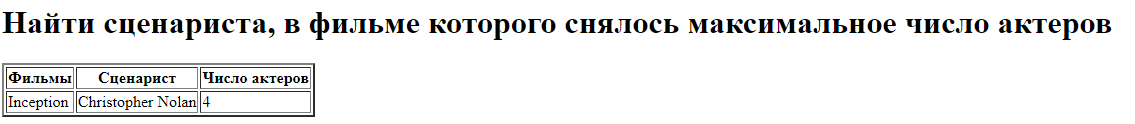 Найти сценариста, в фильме которого снялось максимальное число актеров
Фильмы Сценарист Число актеров
Inception Christopher Nolan 4